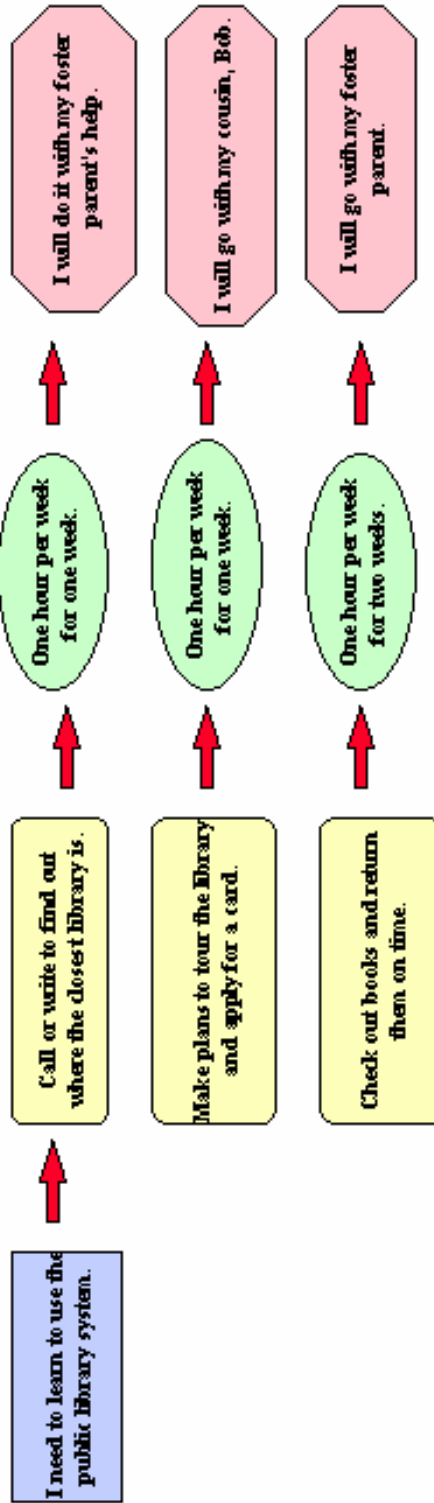 I need to learn to use the
public library system.
Call or write to find out
where the closest library is.
One hour per week
for one week.
I will do it with my foster
parent's help.
Make plans to tour the library
and apply for a card.
One hour per week
for one week.
I will go with my cousin, Bob.
Check out books and return
them on time.
One hour per week
for two weeks.
I will go with my foster
parent.